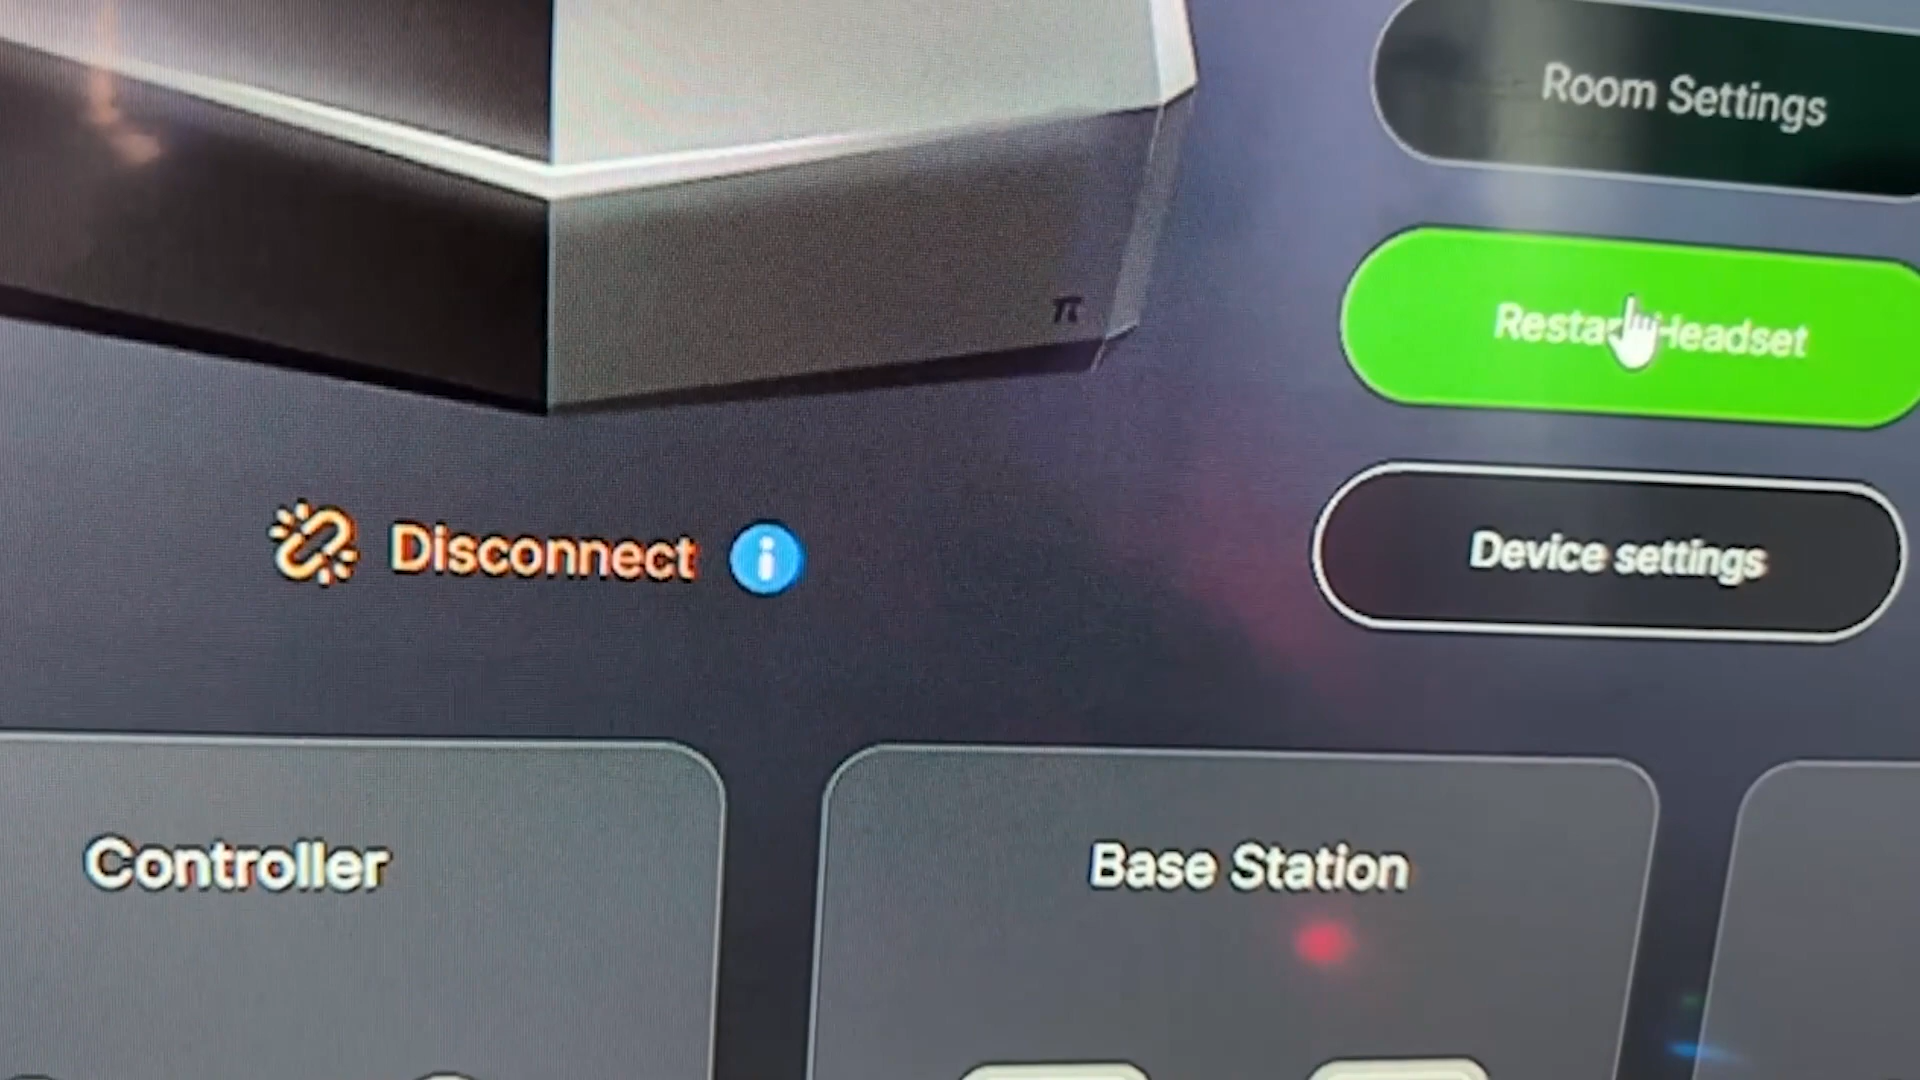 Room Settings
Restart Headset
Device settings
π
Disconnect
Controller
Base Station